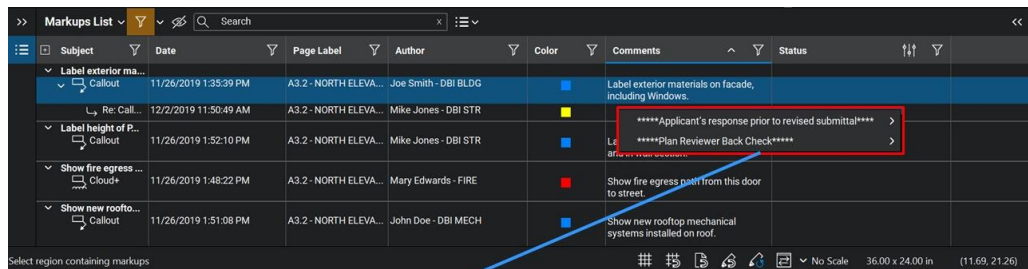 Markups List
Search
x
Subject Date Page Label Author Color Comments Status
Label exterior ma...
Callout 11/26/2019 1:35:39 PM A3.2 - NORTH ELEVA... Joe Smith - DBI BLDG Label exterior materials on facade,
including Windows.
Re: Call... 12/2/2019 11:50:49 AM A3.2 - NORTH ELEVA... Mike Jones - DBI STR
*****Applicant's response prior to revised submittal****
Label height of P...
Callout 11/26/2019 1:52:10 PM A3.2 - NORTH ELEVA... Mike Jones - DBI STR
*****Plan Reviewer Back Check*****
and in wall section.
Show fire egress ...
Cloud+ 11/26/2019 1:48:22 PM A3.2 - NORTH ELEVA... Mary Edwards - FIRE Show fire egress path from this door
to street.
Show new roofto...
Callout 11/26/2019 1:51:08 PM A3.2 - NORTH ELEVA... John Doe - DBI MECH Show new rooftop mechanical
systems installed on roof.
Select region containing markups No Scale 36.00 x 24.00 in (11.69, 21.26)